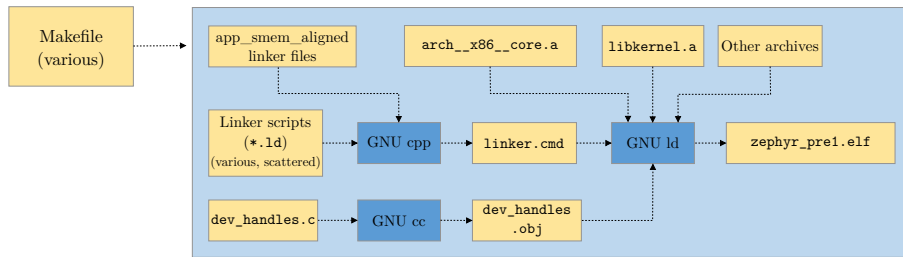 Makefile
(various)
app_smem_aligned
linker files
arch__x86__core.a
libkernel.a
Other archives
Linker scripts
(*.ld)
(various, scattered)
GNU cpp
linker.cmd
GNU ld
zephyr_pre1.elf
dev_handles.c
GNU cc
dev_handles
.obj